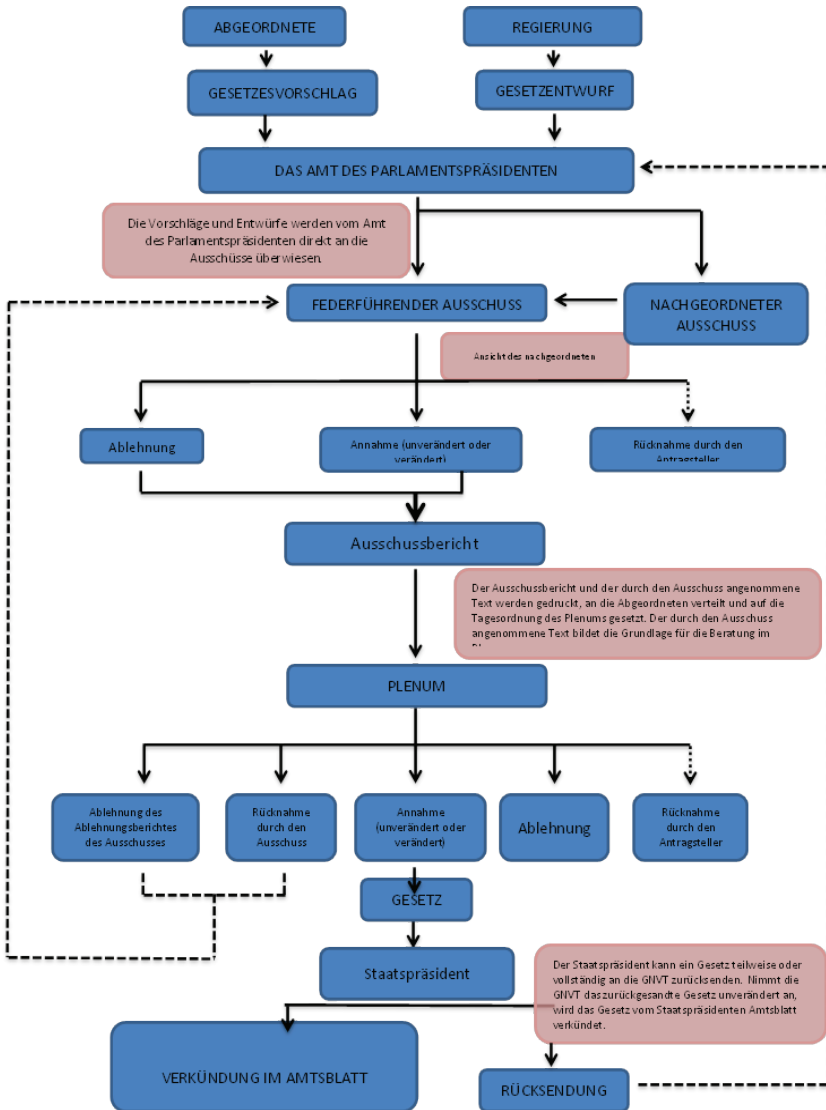 ABGEORDNETE
REGIERUNG
GESETZESVORSCHLAG
GESETZENTWURF
DAS AMT DES PARLAMENTSPRÄSIDENTEN
Die Vorschläge und Entwürfe werden vom Amt
des Parlamentspräsidenten direkt an die
Ausschüsse überwiesen.
FEDERFÜHRENDER AUSSCHUSS
NACHGEORDNETER
AUSSCHUSS
Ansicht des nachgeordneten
Ablehnung
Annahme (unverändert oder
verändert)
Rücknahme durch den
Antragsteller
Ausschussbericht
Der Ausschussbericht und der durch den Ausschuss angenommene
Text werden gedruckt, an die Abgeordneten verteilt und auf die
Tagesordnung des Plenums gesetzt. Der durch den Ausschuss
angenommene Text bildet die Grundlage für die Beratung im
PLENUM
Ablehnung des
Ablehnungsberichtes
des Ausschusses
Rücknahme
durch den
Ausschuss
Annahme
(unverändert oder
verändert)
Ablehnung
Rücknahme
durch den
Antragsteller
GESETZ
Staatspräsident
Der Staatspräsident kann ein Gesetz teilweise oder
vollständig an die GNVT zurücksenden. Nimmt die
GNVT daszurückgesandte Gesetz unverändert an,
wird das Gesetz vom Staatspräsidenten Amtsblatt
verkündet.
VERKÜNDUNG IM AMTSBLATT
RÜCKSENDUNG